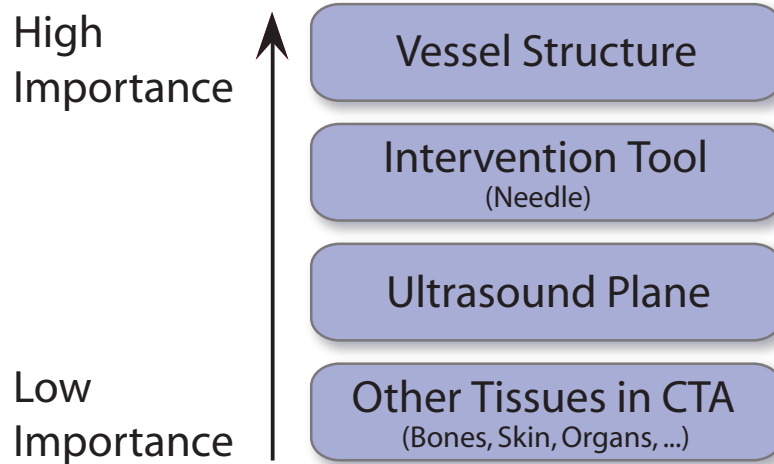 High
Importance
Vessel Structure
Intervention Tool
(Needle)
Ultrasound Plane
Low
Importance
Other Tissues in CTA
(Bones, Skin, Organs, ...)